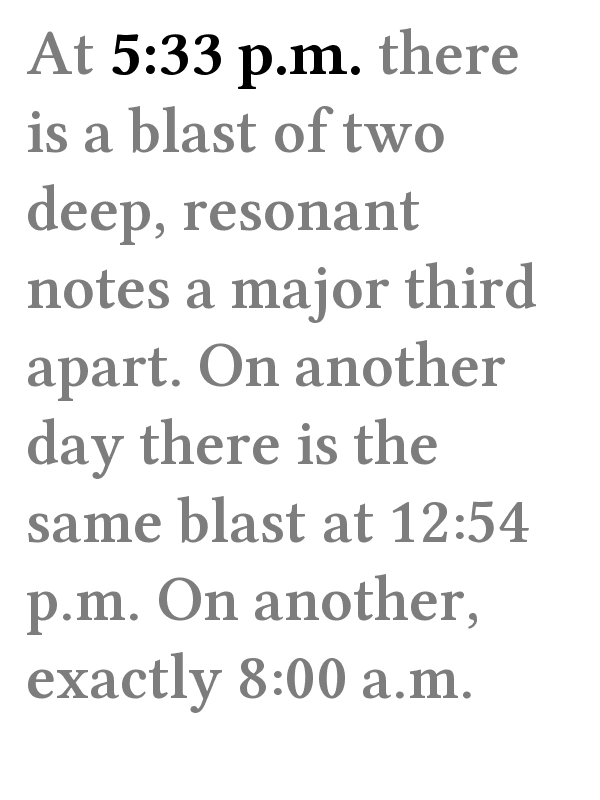 At 5:33 p.m. there
is a blast of two
deep, resonant
notes a major third
apart. On another
day there is the
same blast at 12:54
p.m. On another,
exactly 8:00 a.m.